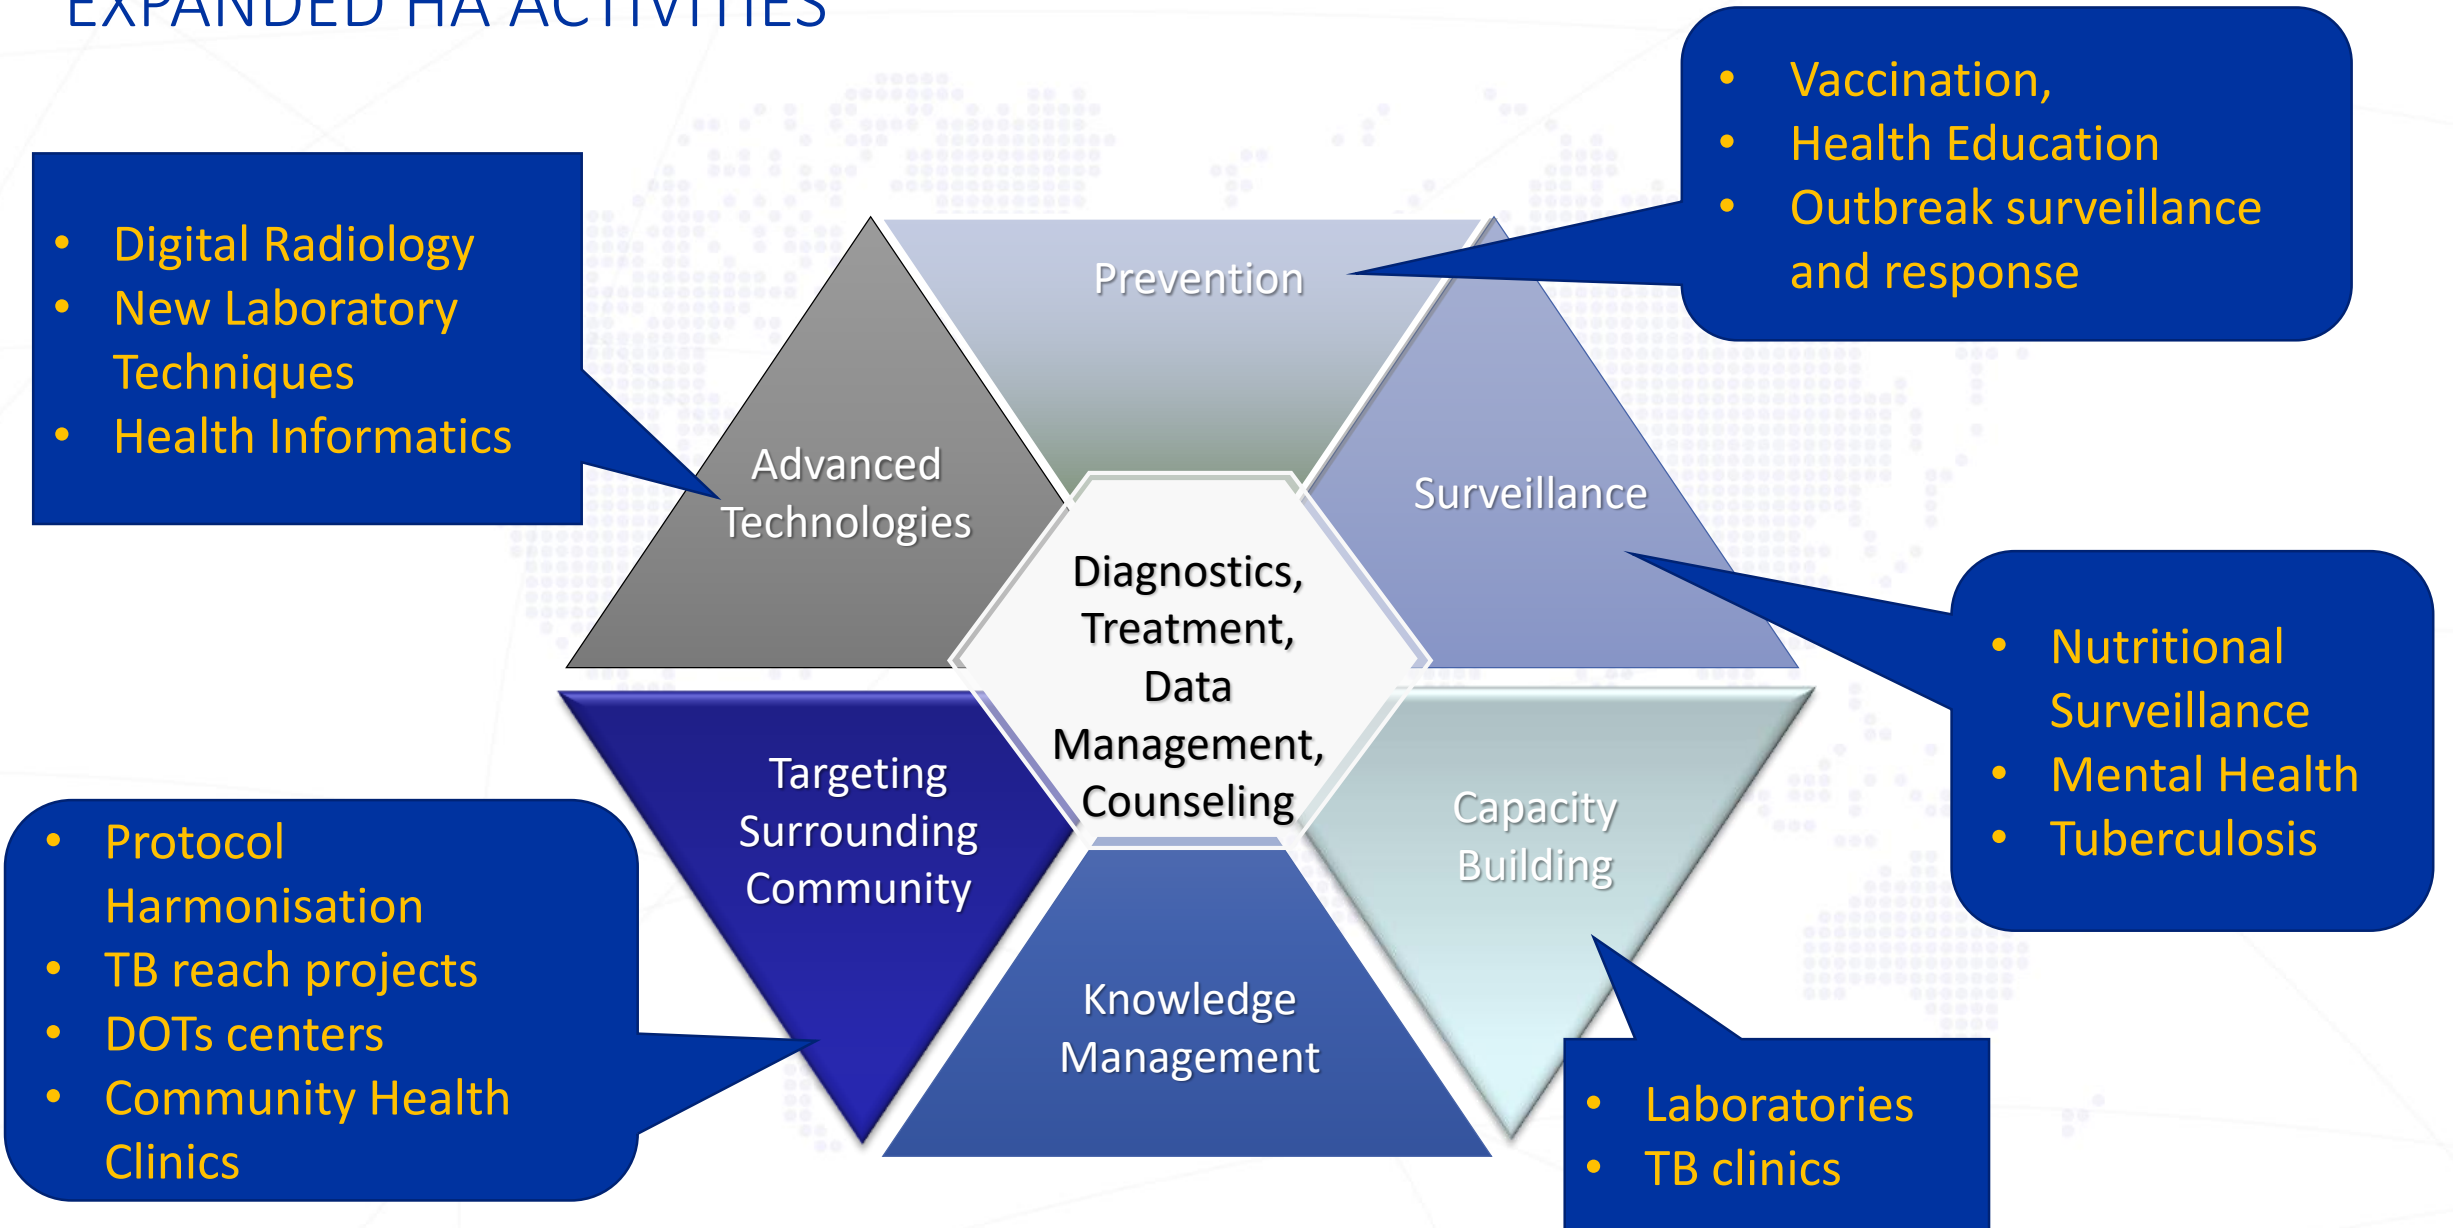 EXPANDED HA ACTIVITIES
• Vaccination,
• Health Education
• Outbreak surveillance
and response
• Digital Radiology
• New Laboratory
Techniques
• Health Informatics
Prevention
Advanced
Technologies
Surveillance
Diagnostics,
Treatment,
Data
Management,
Counseling
• Nutritional
Surveillance
• Mental Health
• Tuberculosis
Targeting
Surrounding
Community
Capacity
Building
• Protocol
Harmonisation
• TB reach projects
• DOTs centers
• Community Health
Clinics
Knowledge
Management
• Laboratories
• TB clinics